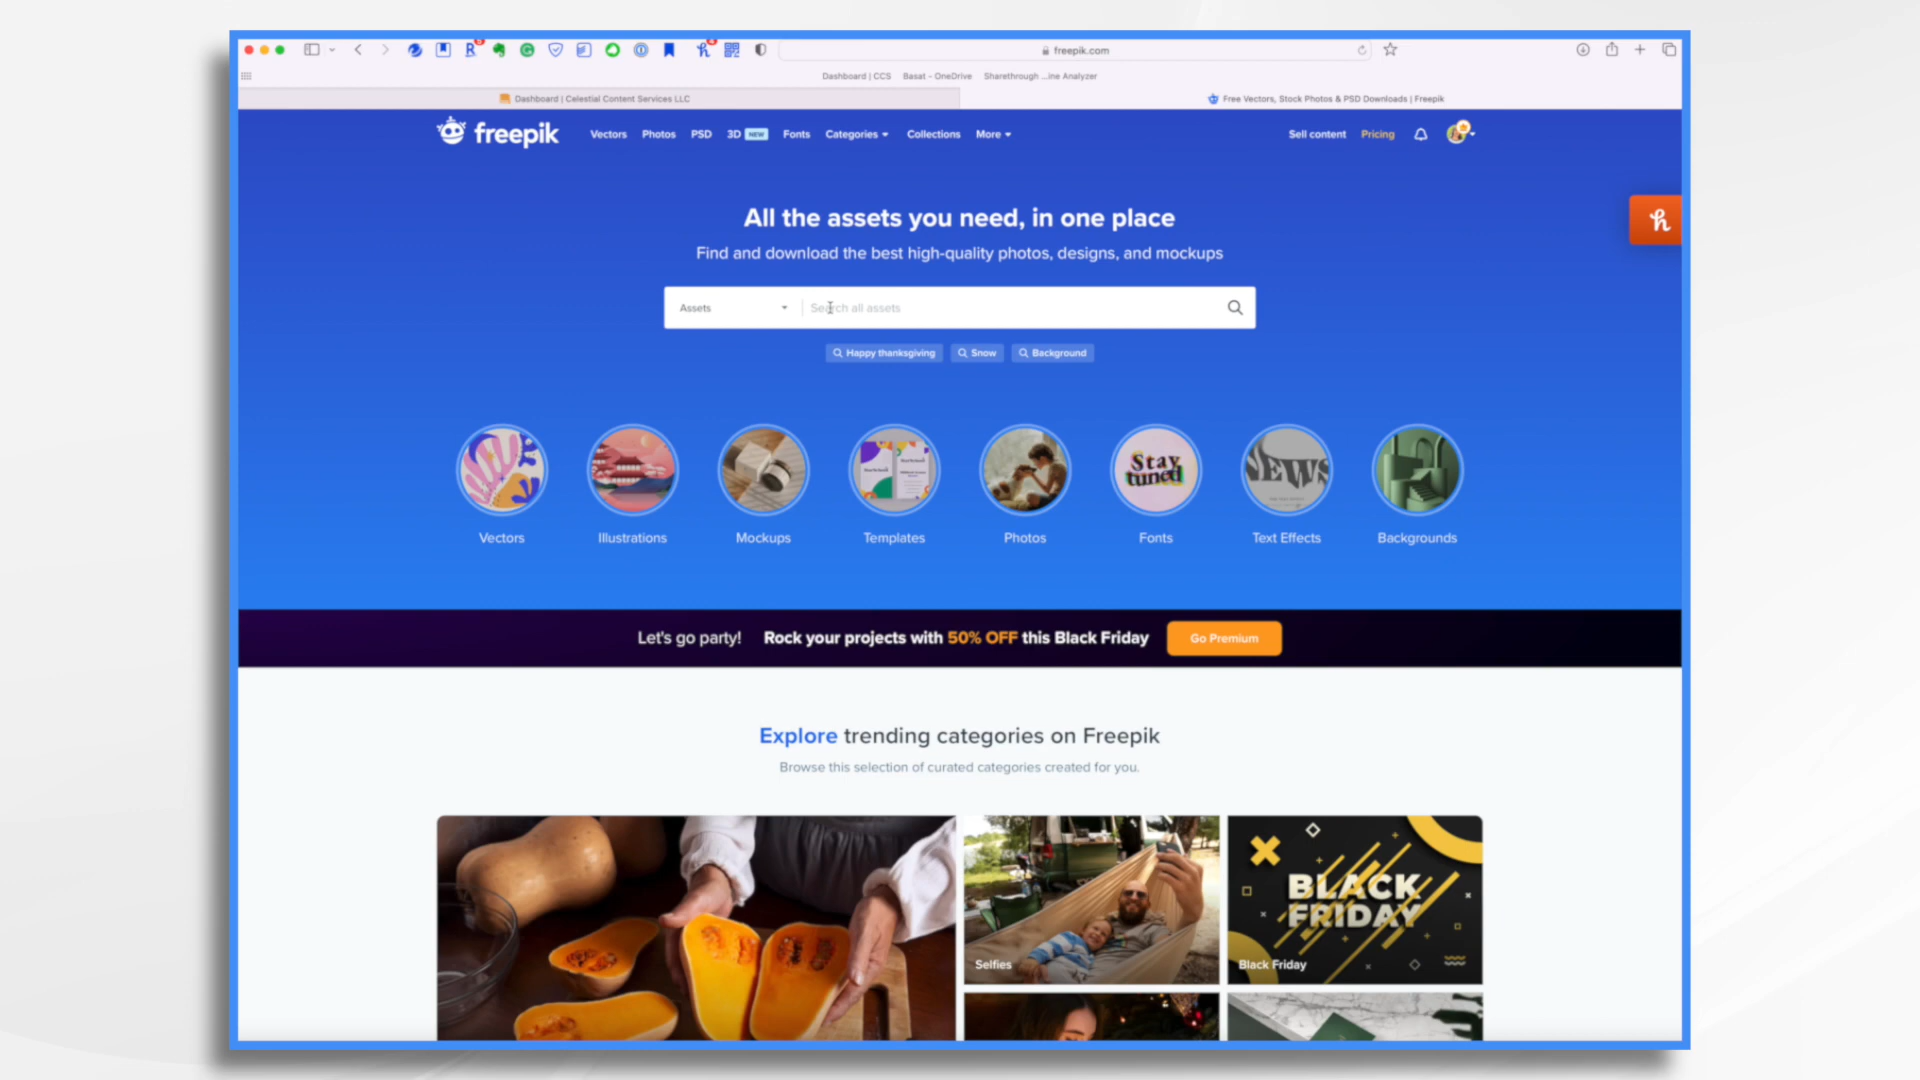 freepik.com
Dashboard | CCS Basat - OneDrive Sharethrough ...ine Analyzer
Dashboard | Celestial Content Services LLC
Free Vectors, Stock Photos & PSD Downloads | Freepik
freepik
Vectors Photos PSD 3D NEW Fonts Categories Collections More
Sell content Pricing
All the assets you need, in one place
Find and download the best high-quality photos, designs, and mockups
Assets
Search all assets
Happy thanksgiving Snow Background
Stay
tuned
NEWS
Vectors Illustrations Mockups Templates Photos Fonts Text Effects Backgrounds
Let's go party! Rock your projects with 50% OFF this Black Friday Go Premium
Explore trending categories on Freepik
Browse this selection of curated categories created for you.
BLACK
FRIDAY
Selfies
Black Friday